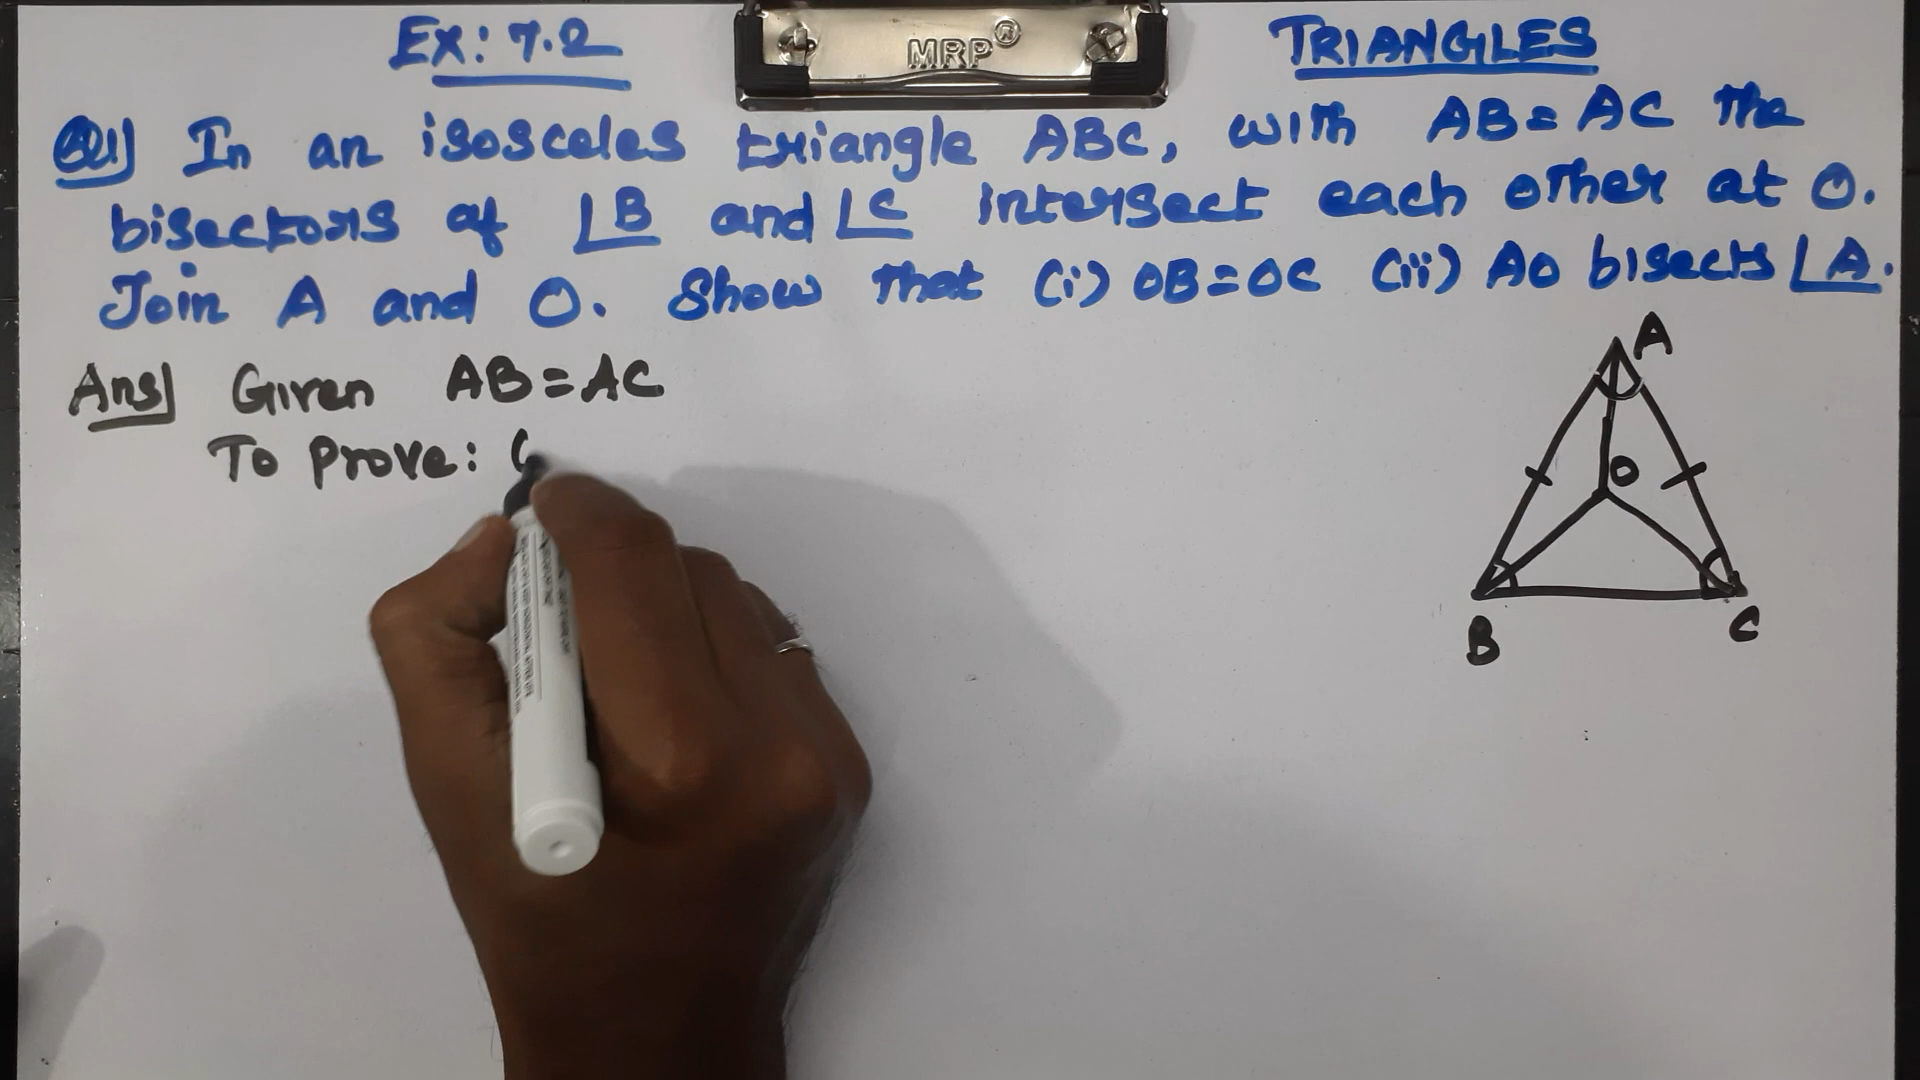 Ex: 7.2
MRP®
TRIANGLES
Q1) In an isosceles triangle ABC, with AB = AC the
bisectors of ∠B and ∠C intersect each other at O.
Join A and O. Show that (i) OB = OC (ii) AO bisects ∠A.
Ans) Given AB = AC
To prove: (
A
O
B
C